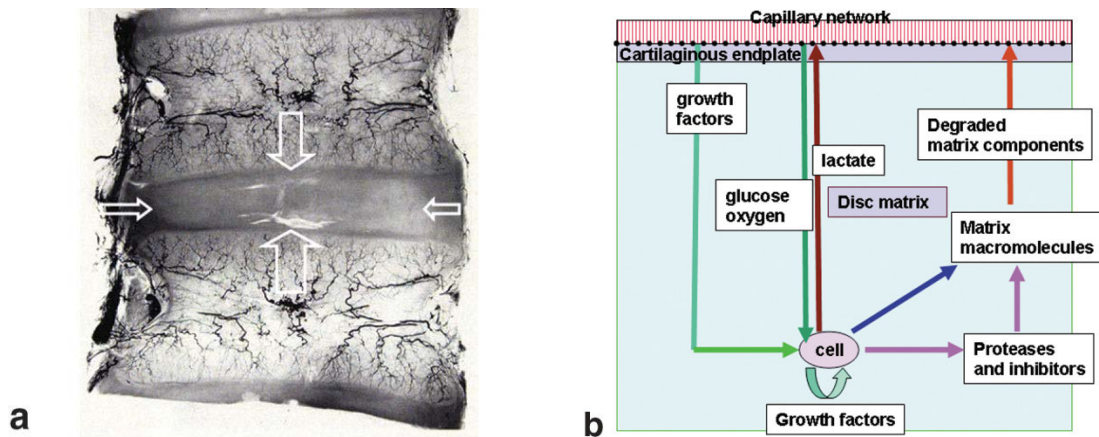 a
b
Capillary network
Cartilaginous endplate
growth
factors
lactate
glucose
oxygen
Degraded
matrix components
Disc matrix
Matrix
macromolecules
cell
Proteases
and inhibitors
Growth factors